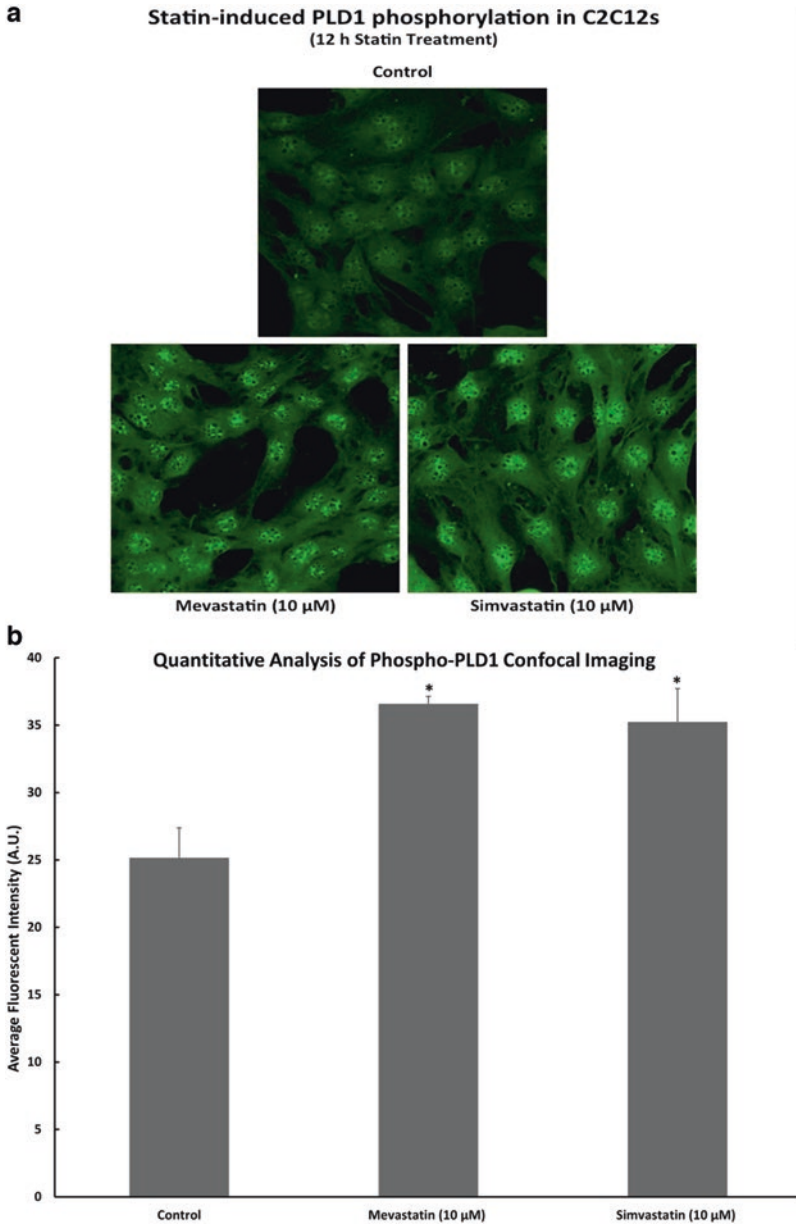 a
Statin-induced PLD1 phosphorylation in C2C12s
(12 h Statin Treatment)
Control
Mevastatin (10 µM)
Simvastatin (10 µM)
b
Quantitative Analysis of Phospho-PLD1 Confocal Imaging
Average Fluorescent Intensity (A.U.)
40
35
30
25
20
15
10
5
0
*
*
Control
Mevastatin (10 µM)
Simvastatin (10 µM)